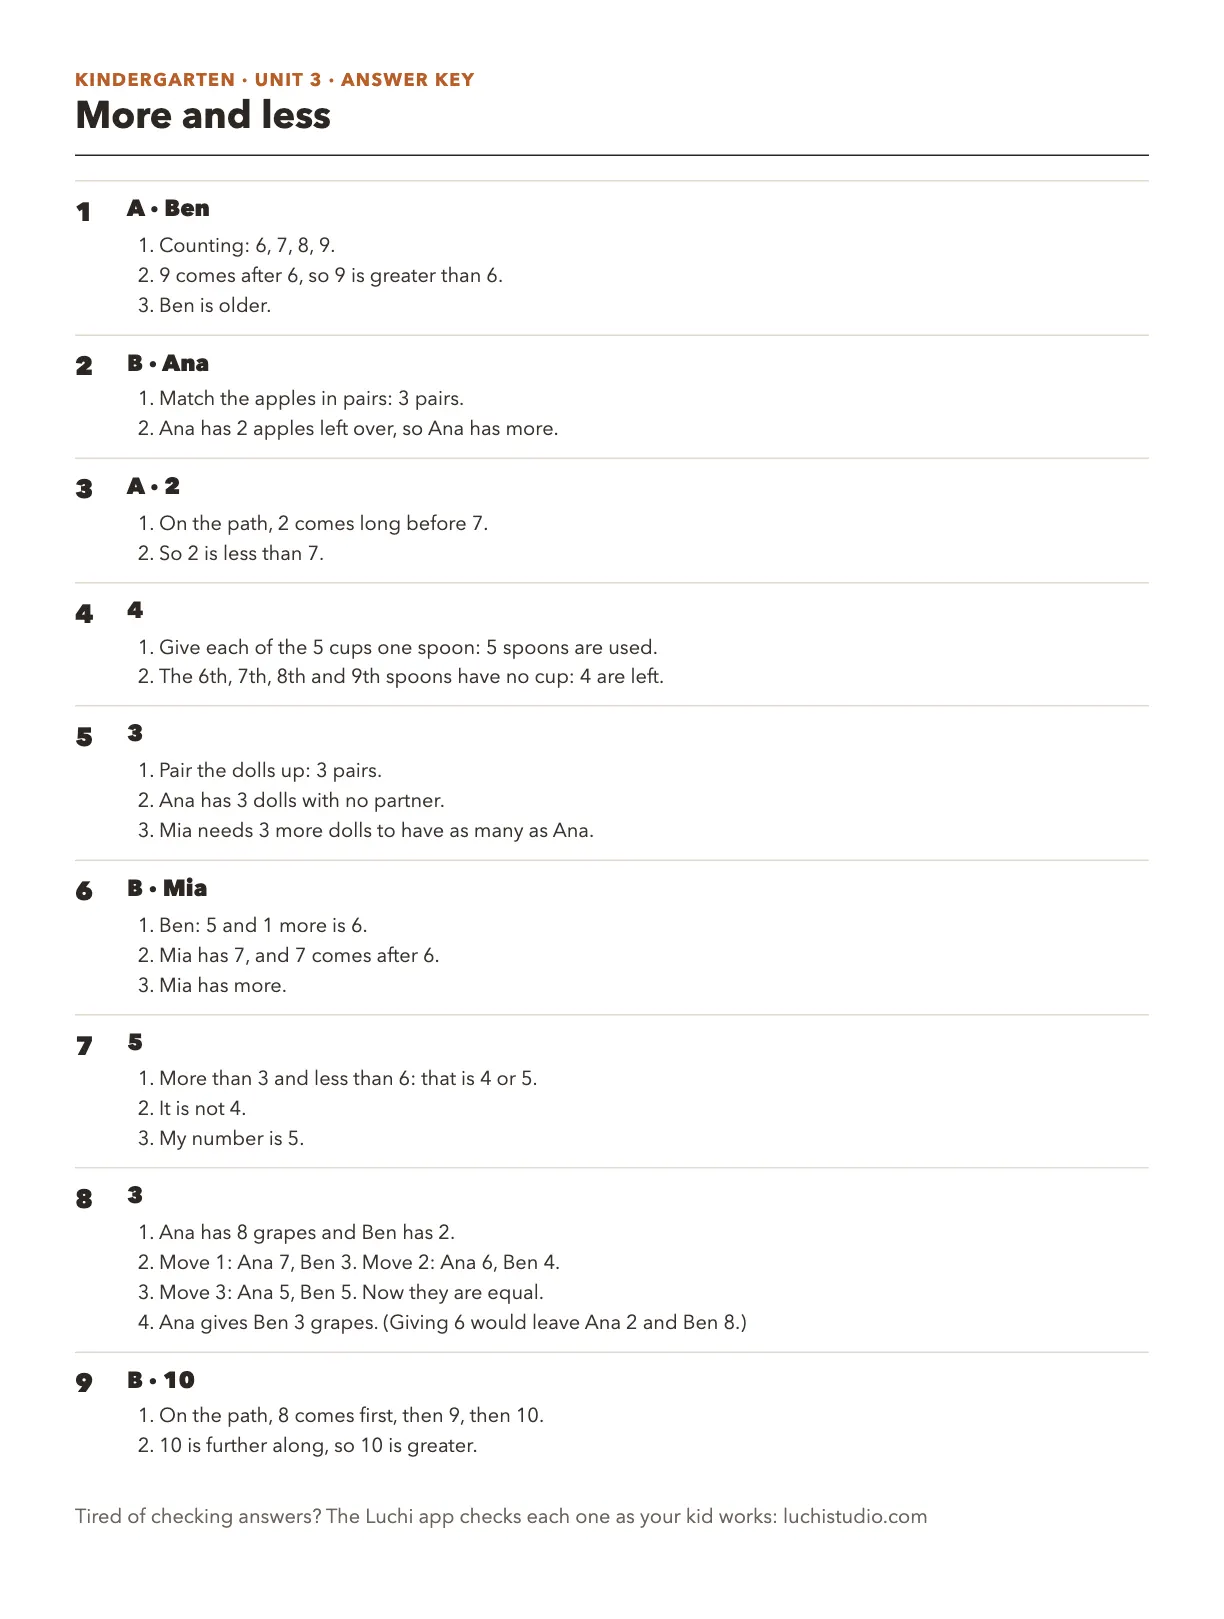 KINDERGARTEN · UNIT 3 · ANSWER KEY
More and less
1 A · Ben
1. Counting: 6, 7, 8, 9.
2. 9 comes after 6, so 9 is greater than 6.
3. Ben is older.
2 B · Ana
1. Match the apples in pairs: 3 pairs.
2. Ana has 2 apples left over, so Ana has more.
3 A · 2
1. On the path, 2 comes long before 7.
2. So 2 is less than 7.
4 4
1. Give each of the 5 cups one spoon: 5 spoons are used.
2. The 6th, 7th, 8th and 9th spoons have no cup: 4 are left.
5 3
1. Pair the dolls up: 3 pairs.
2. Ana has 3 dolls with no partner.
3. Mia needs 3 more dolls to have as many as Ana.
6 B · Mia
1. Ben: 5 and 1 more is 6.
2. Mia has 7, and 7 comes after 6.
3. Mia has more.
7 5
1. More than 3 and less than 6: that is 4 or 5.
2. It is not 4.
3. My number is 5.
8 3
1. Ana has 8 grapes and Ben has 2.
2. Move 1: Ana 7, Ben 3. Move 2: Ana 6, Ben 4.
3. Move 3: Ana 5, Ben 5. Now they are equal.
4. Ana gives Ben 3 grapes. (Giving 6 would leave Ana 2 and Ben 8.)
9 B · 10
1. On the path, 8 comes first, then 9, then 10.
2. 10 is further along, so 10 is greater.
Tired of checking answers? The Luchi app checks each one as your kid works: luchistudio.com